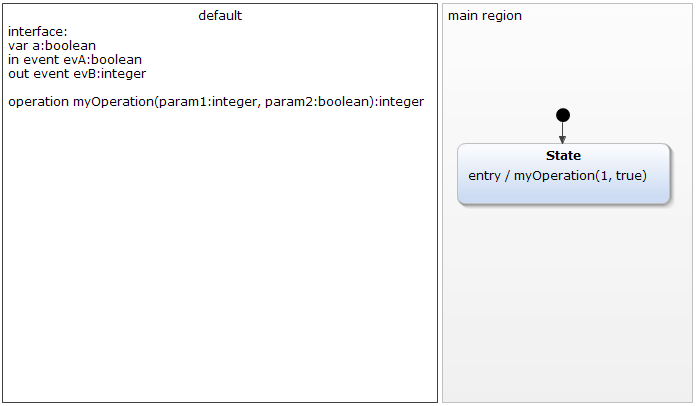 default
interface:
var a:boolean
in event evA:boolean
out event evB:integer
operation myOperation(param1:integer, param2:boolean):integer
main region
State
entry / myOperation(1, true)